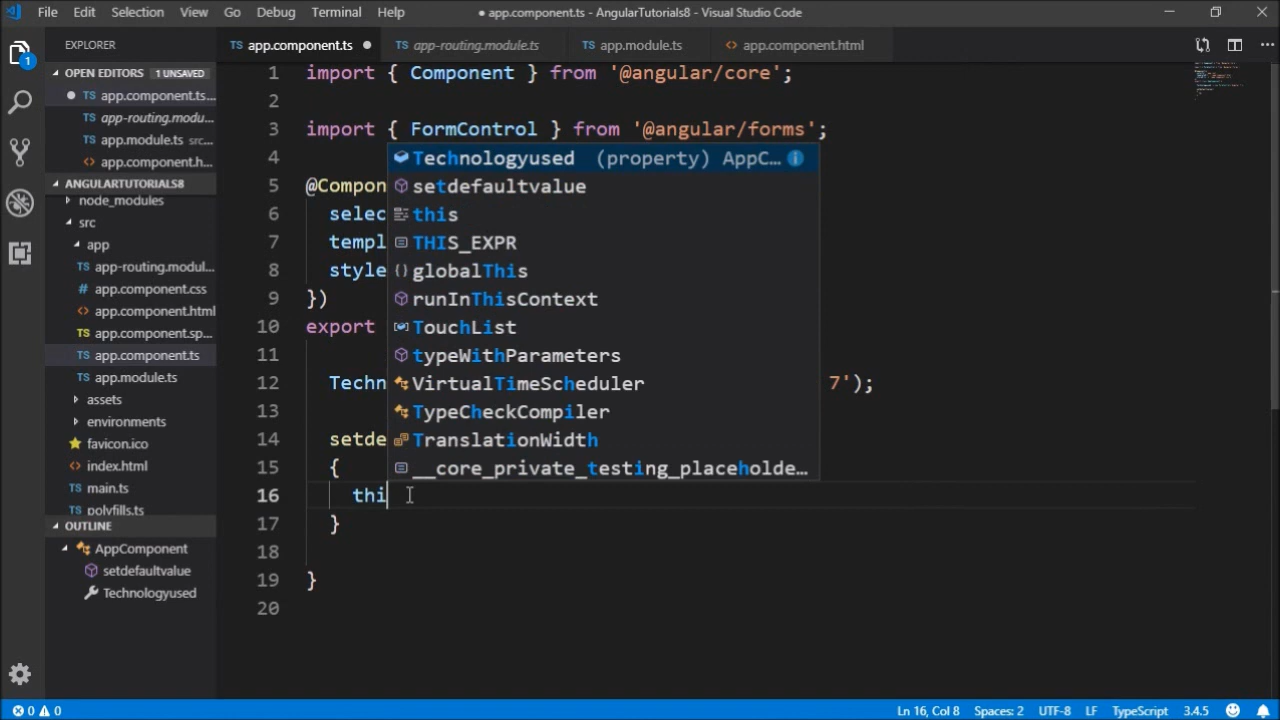 File Edit Selection View Go Debug Terminal Help
● app.component.ts - AngularTutorials8 - Visual Studio Code
EXPLORER
TS app.component.ts ●
TS app-routing.module.ts
TS app.module.ts
<> app.component.html
OPEN EDITORS 1 UNSAVED
● TS app.component.ts...
TS app-routing.modu...
TS app.module.ts src...
<> app.component.h...
ANGULARTUTORIALS8
node_modules
src
app
TS app-routing.modul...
# app.component.css
<> app.component.html
TS app.component.sp...
TS app.component.ts
TS app.module.ts
assets
environments
favicon.ico
<> index.html
TS main.ts
TS polyfills.ts
OUTLINE
AppComponent
setdefaultvalue
Technologyused
1 import { Component } from '@angular/core';
2
3 import { FormControl } from '@angular/forms';
4
5 @Compon
6 selec
7 templ
8 style
9 })
10 export
11
12 Techn 7');
13
14 setde
15 {
16 thi
17 }
18
19 }
20
Technologyused (property) AppC...
setdefaultvalue
this
THIS_EXPR
globalThis
runInThisContext
TouchList
typeWithParameters
VirtualTimeScheduler
TypeCheckCompiler
TranslationWidth
__core_private_testing_placeholde...
1
0 0
Ln 16, Col 8 Spaces: 2 UTF-8 LF TypeScript 3.4.5